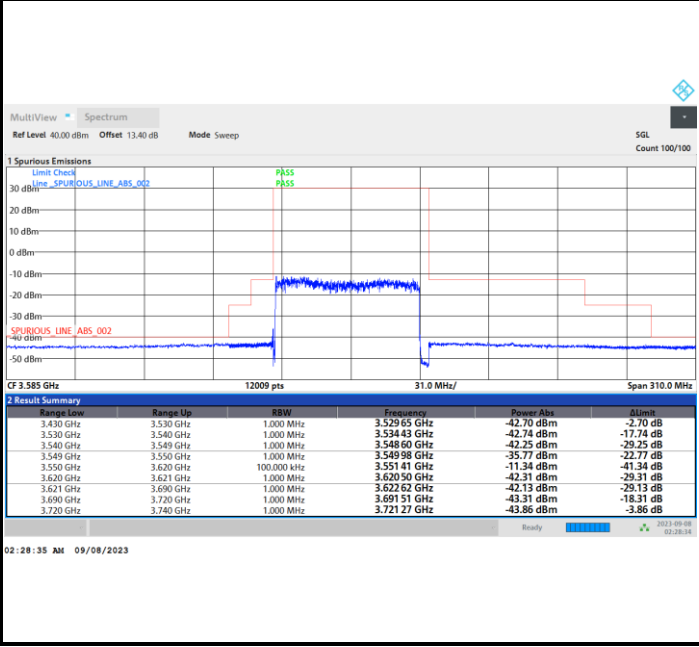 MultiView Spectrum
Ref Level 40.00 dBm Offset 13.40 dB Mode Sweep SGL
Count 100/100
1 Spurious Emissions
Limit Check PASS
Line _SPURIOUS_LINE_ABS_002 PASS
30 dBm
20 dBm
10 dBm
0 dBm
-10 dBm
-20 dBm
-30 dBm
_SPURIOUS_LINE_ABS_002
-40 dBm
-50 dBm
CF 3.585 GHz 12009 pts 31.0 MHz/ Span 310.0 MHz
2 Result Summary
Range Low Range Up RBW Frequency Power Abs ΔLimit
3.430 GHz 3.530 GHz 1.000 MHz 3.529 65 GHz -42.70 dBm -2.70 dB
3.530 GHz 3.540 GHz 1.000 MHz 3.534 43 GHz -42.74 dBm -17.74 dB
3.540 GHz 3.549 GHz 1.000 MHz 3.548 60 GHz -42.25 dBm -29.25 dB
3.549 GHz 3.550 GHz 1.000 MHz 3.549 98 GHz -35.77 dBm -22.77 dB
3.550 GHz 3.620 GHz 100.000 kHz 3.551 41 GHz -11.34 dBm -41.34 dB
3.620 GHz 3.621 GHz 1.000 MHz 3.620 50 GHz -42.31 dBm -29.31 dB
3.621 GHz 3.690 GHz 1.000 MHz 3.622 62 GHz -42.13 dBm -29.13 dB
3.690 GHz 3.720 GHz 1.000 MHz 3.691 51 GHz -43.31 dBm -18.31 dB
3.720 GHz 3.740 GHz 1.000 MHz 3.721 27 GHz -43.86 dBm -3.86 dB
Ready 2023-09-08
02:28:34
02:28:35 AM 09/08/2023